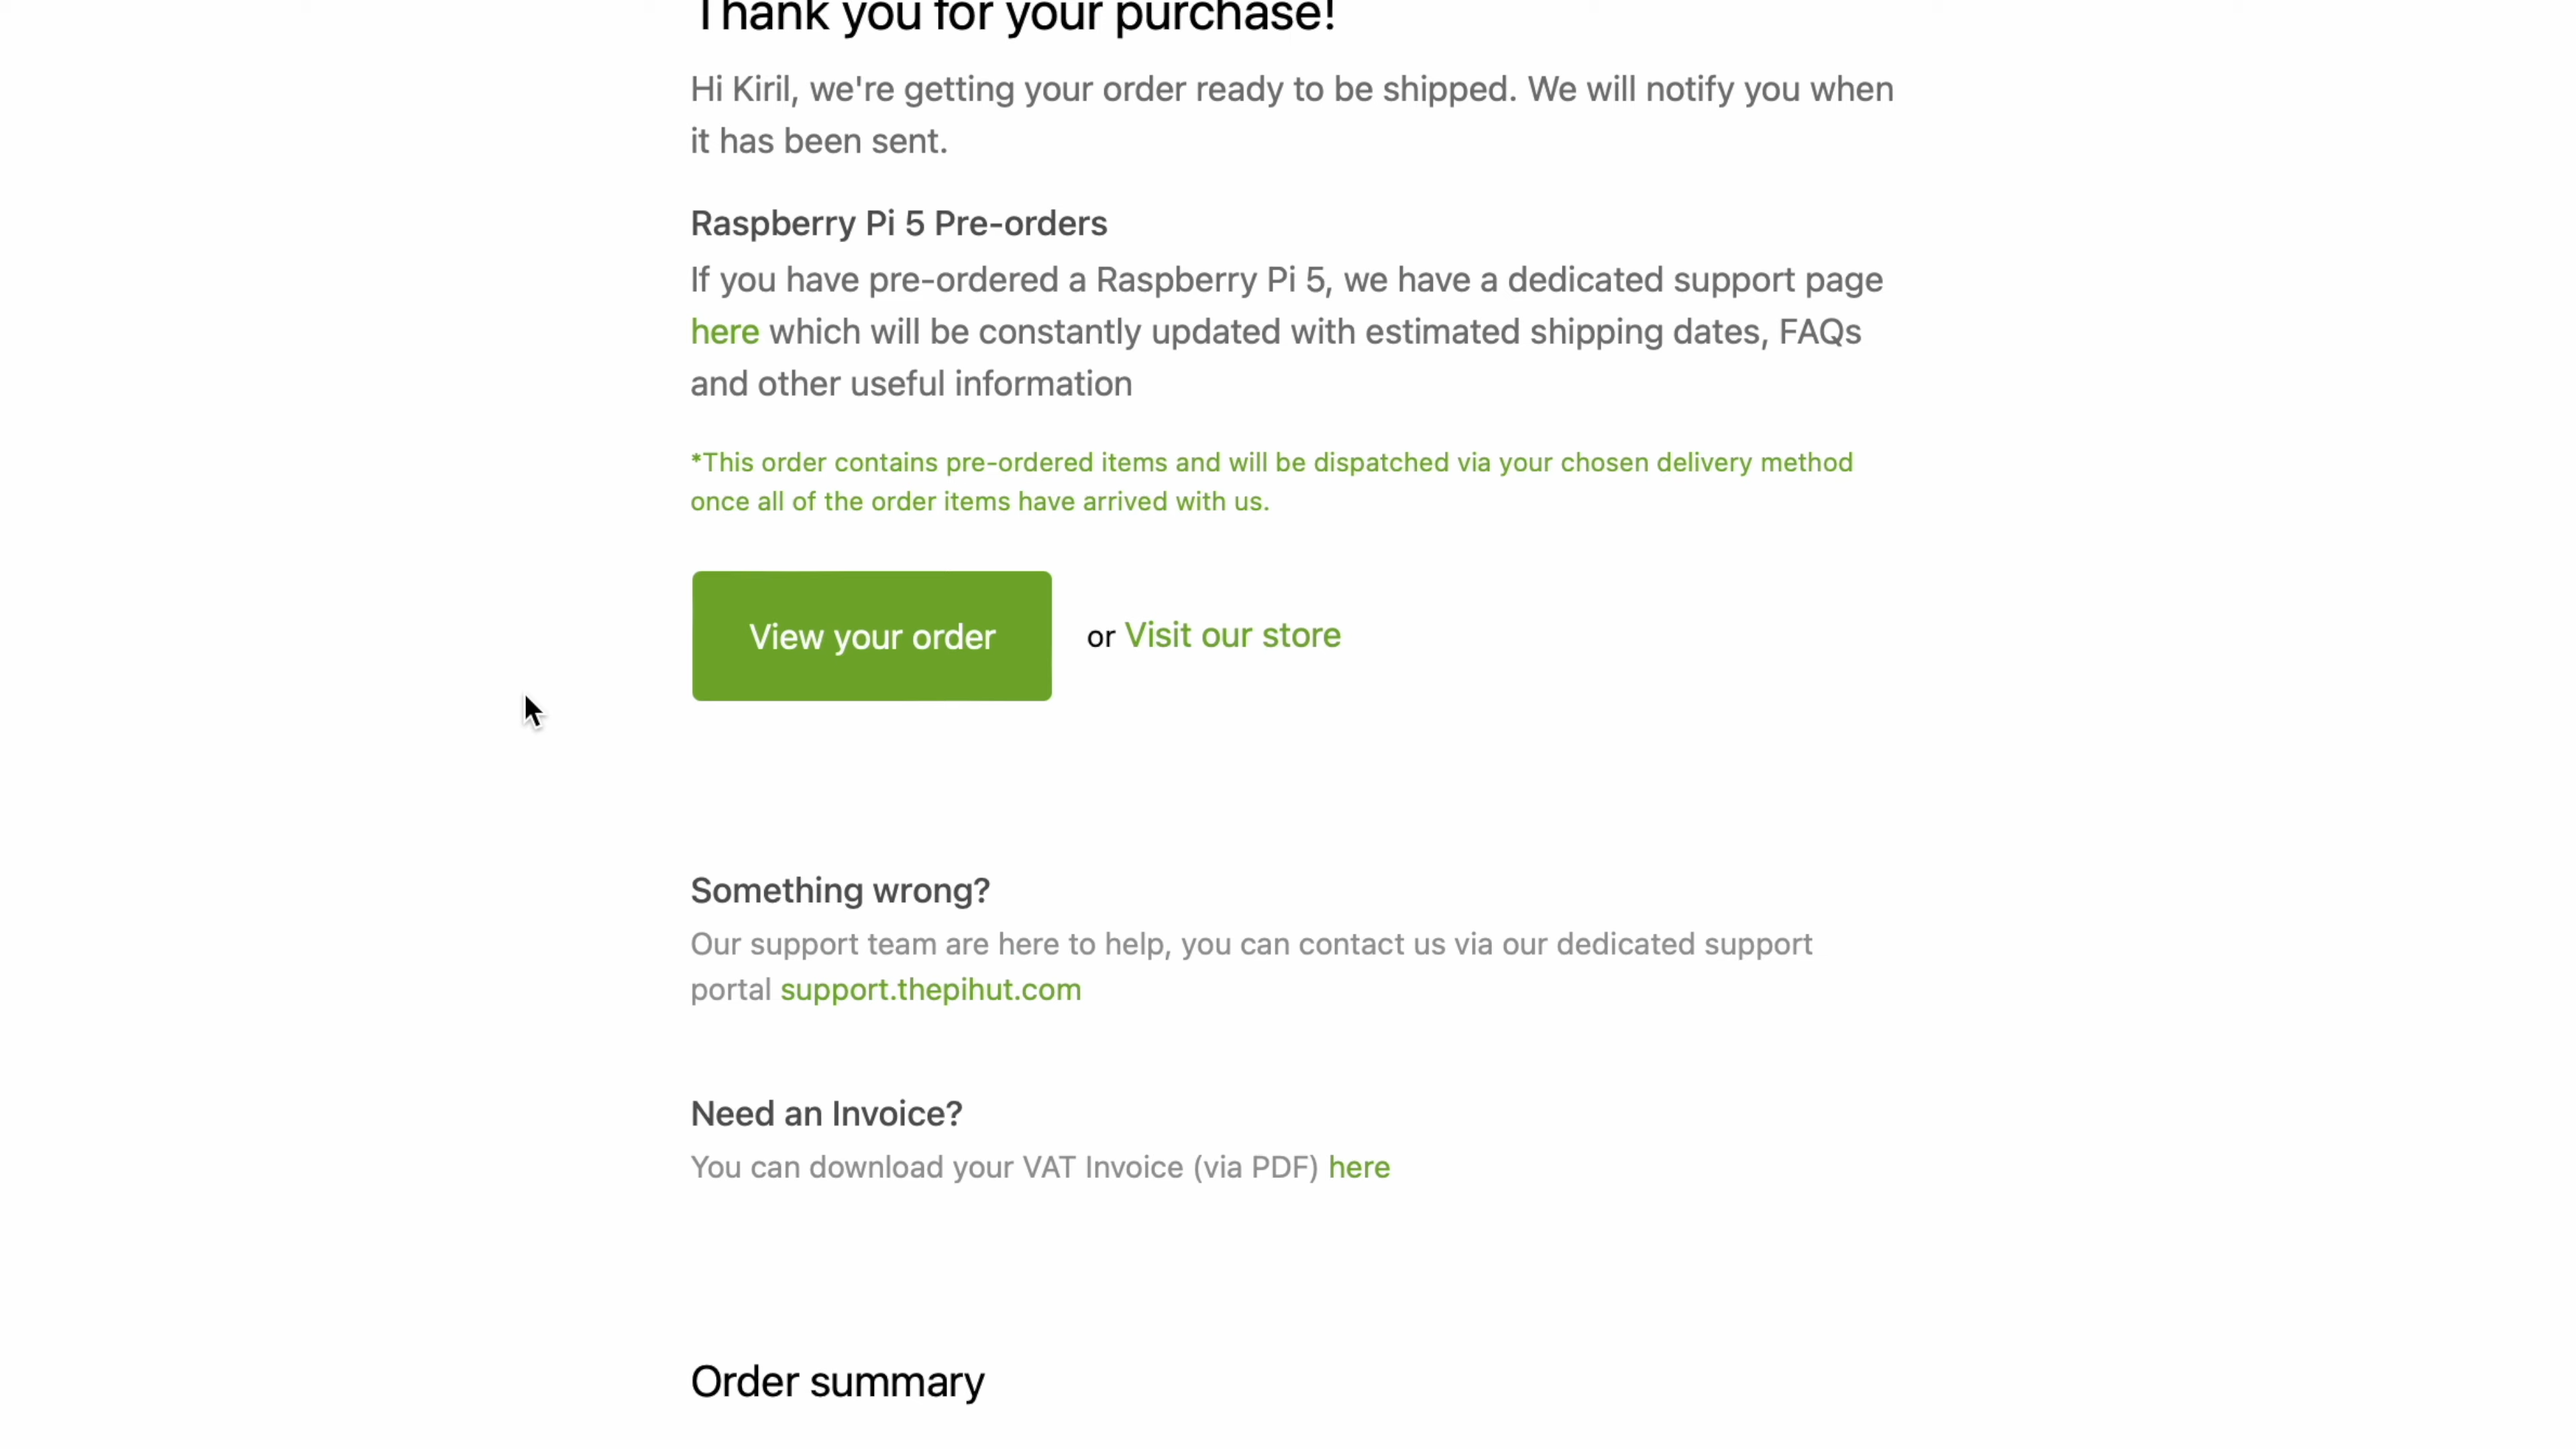 Thank you for your purchase!
Hi Kiril, we're getting your order ready to be shipped. We will notify you when
it has been sent.
Raspberry Pi 5 Pre-orders
If you have pre-ordered a Raspberry Pi 5, we have a dedicated support page
here which will be constantly updated with estimated shipping dates, FAQs
and other useful information
*This order contains pre-ordered items and will be dispatched via your chosen delivery method
once all of the order items have arrived with us.
View your order or Visit our store
Something wrong?
Our support team are here to help, you can contact us via our dedicated support
portal support.thepihut.com
Need an Invoice?
You can download your VAT Invoice (via PDF) here
Order summary